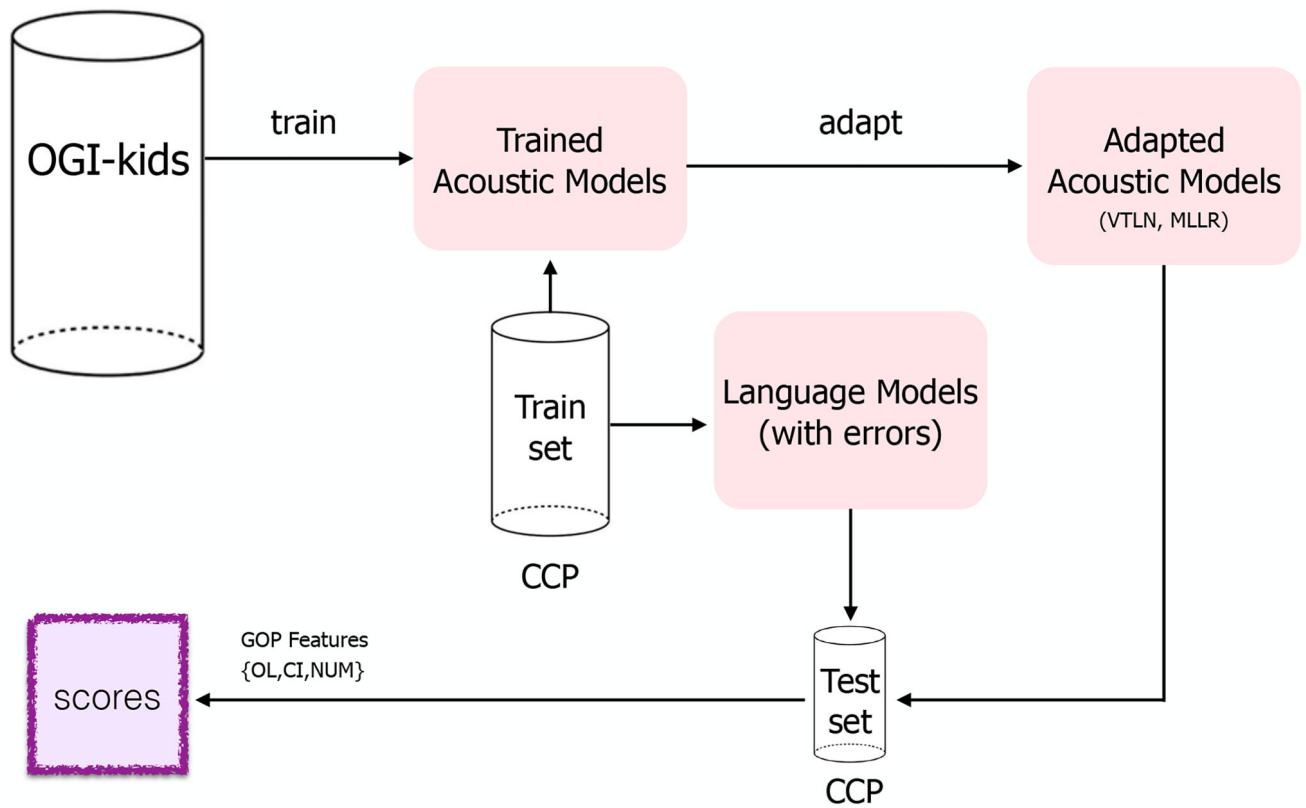 OGI-kids
train
Trained
Acoustic Models
adapt
Adapted
Acoustic Models
(VTLN, MLLR)
Train
set
CCP
Language Models
(with errors)
scores
GOP Features
{OL,CI,NUM}
Test
set
CCP